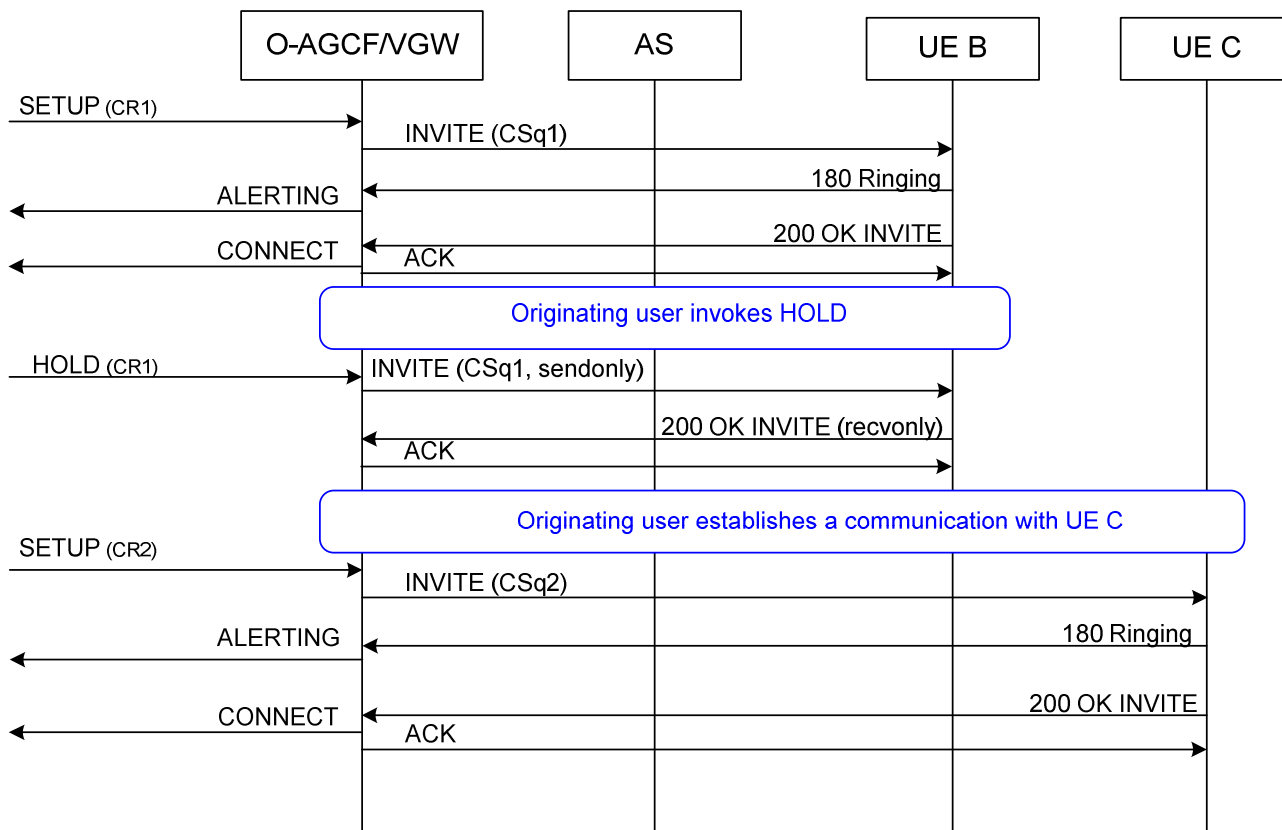 O-AGCF/VGW
AS
UE B
UE C
SETUP (CR1)
INVITE (CSq1)
180 Ringing
ALERTING
200 OK INVITE
CONNECT
ACK
Originating user invokes HOLD
HOLD (CR1)
INVITE (CSq1, sendonly)
200 OK INVITE (recvonly)
ACK
Originating user establishes a communication with UE C
SETUP (CR2)
INVITE (CSq2)
180 Ringing
ALERTING
200 OK INVITE
CONNECT
ACK